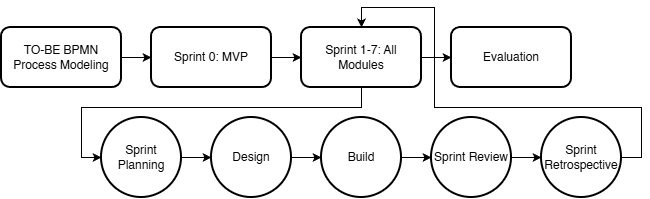 TO-BE BPMN
Process Modeling
Sprint 0: MVP
Sprint 1-7: All
Modules
Evaluation
Sprint
Planning
Design
Build
Sprint Review
Sprint
Retrospective